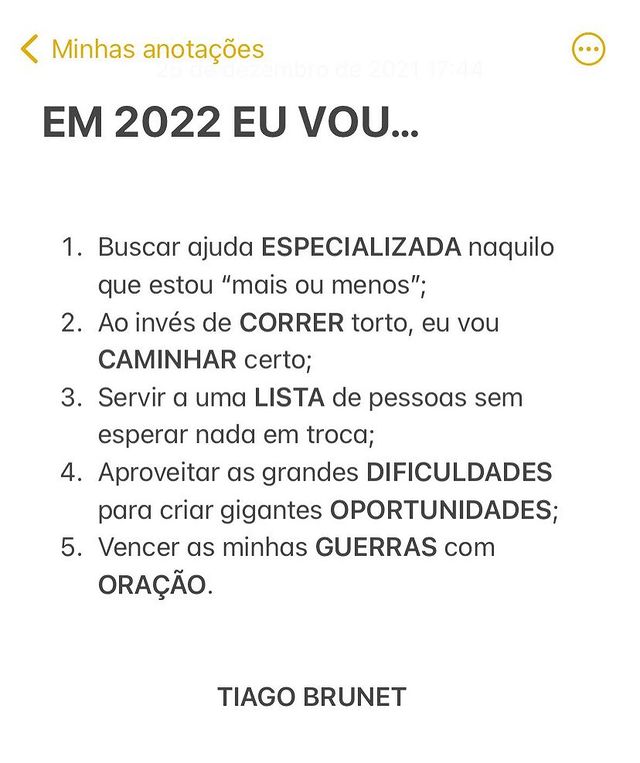 Minhas anotações
25 de dezembro de 2021 17:44
EM 2022 EU VOU...
1. Buscar ajuda ESPECIALIZADA naquilo
que estou “mais ou menos”;
2. Ao invés de CORRER torto, eu vou
CAMINHAR certo;
3. Servir a uma LISTA de pessoas sem
esperar nada em troca;
4. Aproveitar as grandes DIFICULDADES
para criar gigantes OPORTUNIDADES;
5. Vencer as minhas GUERRAS com
ORAÇÃO.
TIAGO BRUNET